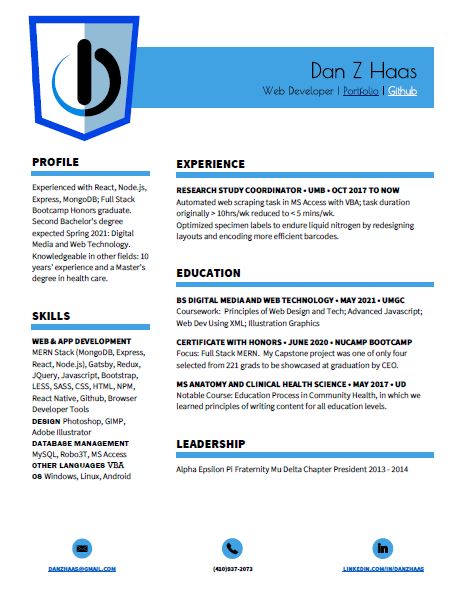 Dan Z Haas
Web Developer | Portfolio | Github
PROFILE
Experienced with React, Node.js,
Express, MongoDB; Full Stack
Bootcamp Honors graduate.
Second Bachelor's degree
expected Spring 2021: Digital
Media and Web Technology.
Knowledgeable in other fields: 10
years' experience and a Master's
degree in health care.
SKILLS
WEB & APP DEVELOPMENT
MERN Stack (MongoDB, Express,
React, Node.js), Gatsby, Redux,
JQuery, Javascript, Bootstrap,
LESS, SASS, CSS, HTML, NPM,
React Native, Github, Browser
Developer Tools
DESIGN Photoshop, GIMP,
Adobe Illustrator
DATABASE MANAGEMENT
MySQL, Robo3T, MS Access
OTHER LANGUAGES VBA
OS Windows, Linux, Android
EXPERIENCE
RESEARCH STUDY COORDINATOR • UMB • OCT 2017 TO NOW
Automated web scraping task in MS Access with VBA; task duration
originally > 10hrs/wk reduced to < 5 mins/wk.
Optimized specimen labels to endure liquid nitrogen by redesigning
layouts and encoding more efficient barcodes.
EDUCATION
BS DIGITAL MEDIA AND WEB TECHNOLOGY • MAY 2021 • UMGC
Coursework: Principles of Web Design and Tech; Advanced Javascript;
Web Dev Using XML; Illustration Graphics
CERTIFICATE WITH HONORS • JUNE 2020 • NUCAMP BOOTCAMP
Focus: Full Stack MERN. My Capstone project was one of only four
selected from 221 grads to be showcased at graduation by CEO.
MS ANATOMY AND CLINICAL HEALTH SCIENCE • MAY 2017 • UD
Notable Course: Education Process in Community Health, in which we
learned principles of writing content for all education levels.
LEADERSHIP
Alpha Epsilon Pi Fraternity Mu Delta Chapter President 2013 - 2014
DANZHAAS@GMAIL.COM
(410)937-2073
LINKEDIN.COM/IN/DANZHAAS